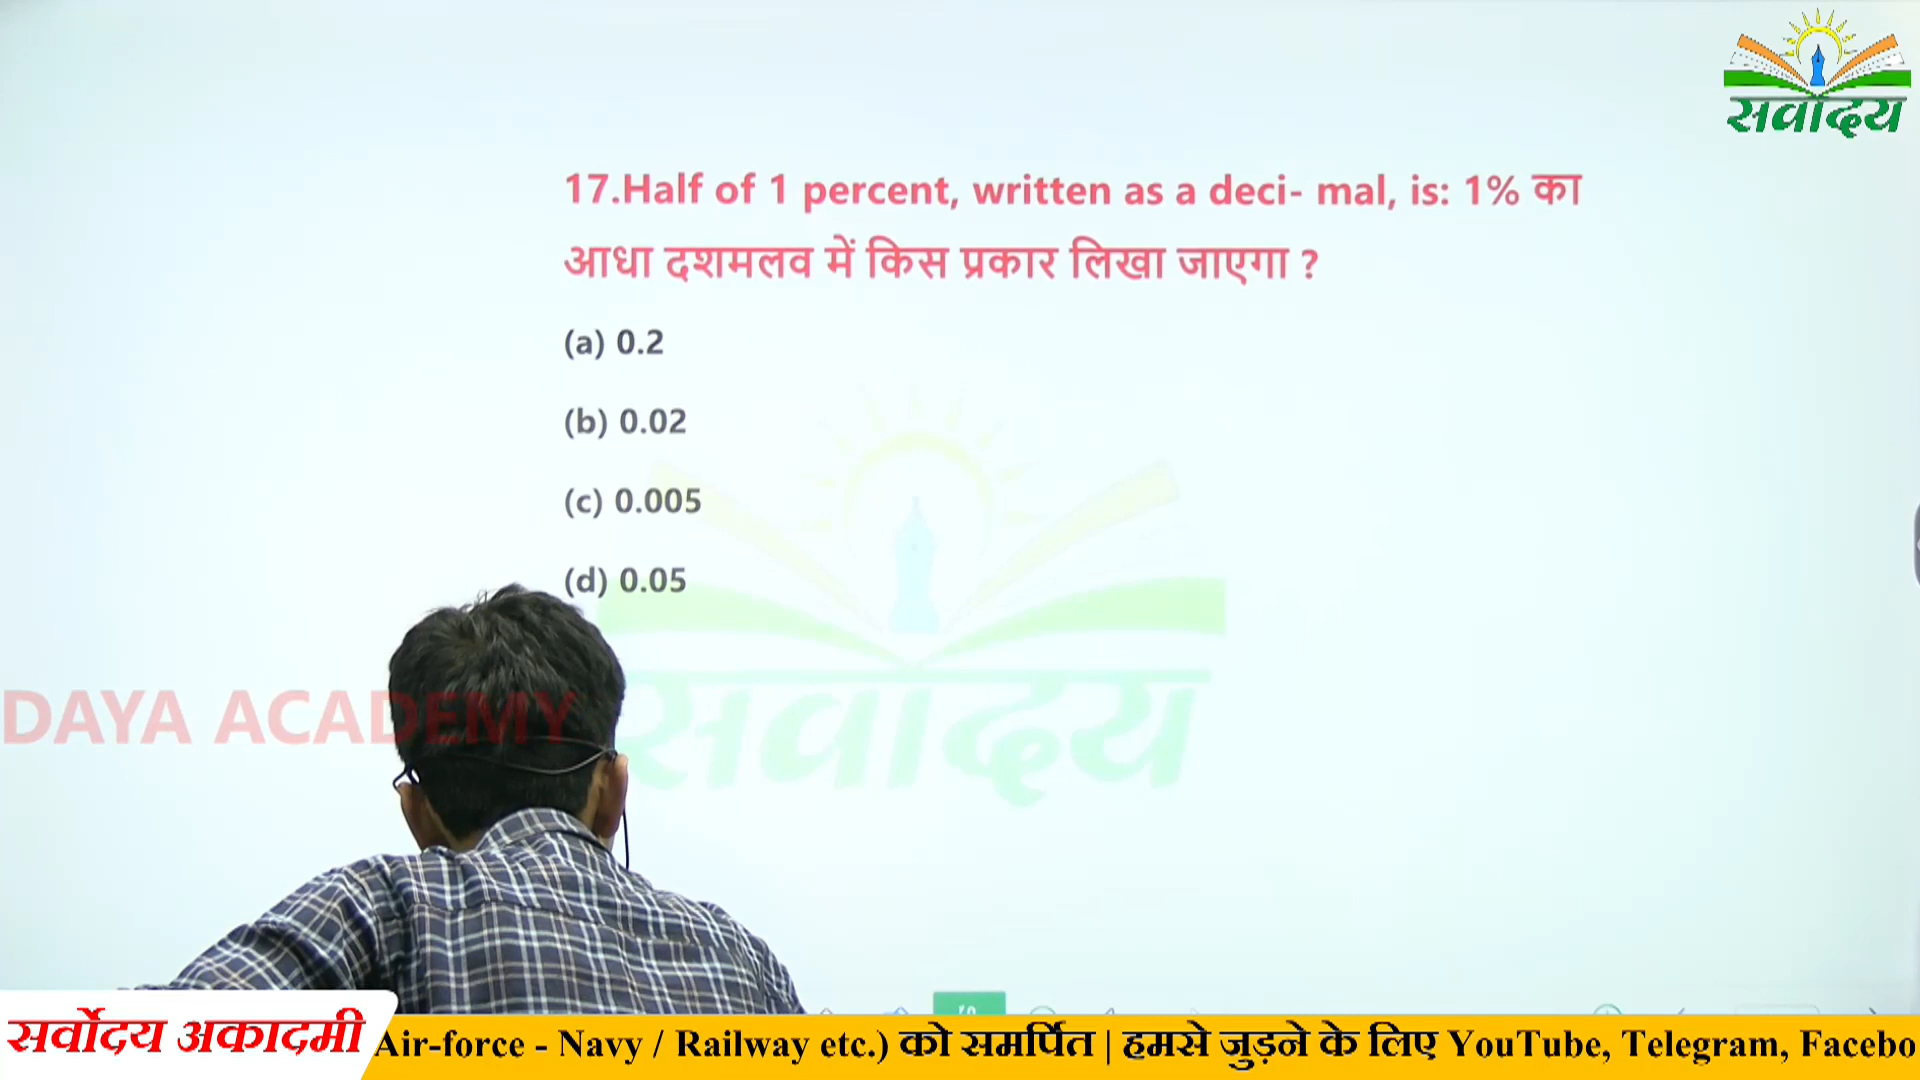 सर्वोदय
17.Half of 1 percent, written as a deci- mal, is: 1% का
आधा दशमलव में किस प्रकार लिखा जाएगा ?
(a) 0.2
(b) 0.02
(c) 0.005
(d) 0.05
DAYA ACADEMY
सर्वोदय
सर्वोदय अकादमी
Air-force - Navy / Railway etc.) को समर्पित | हमसे जुड़ने के लिए YouTube, Telegram, Facebo